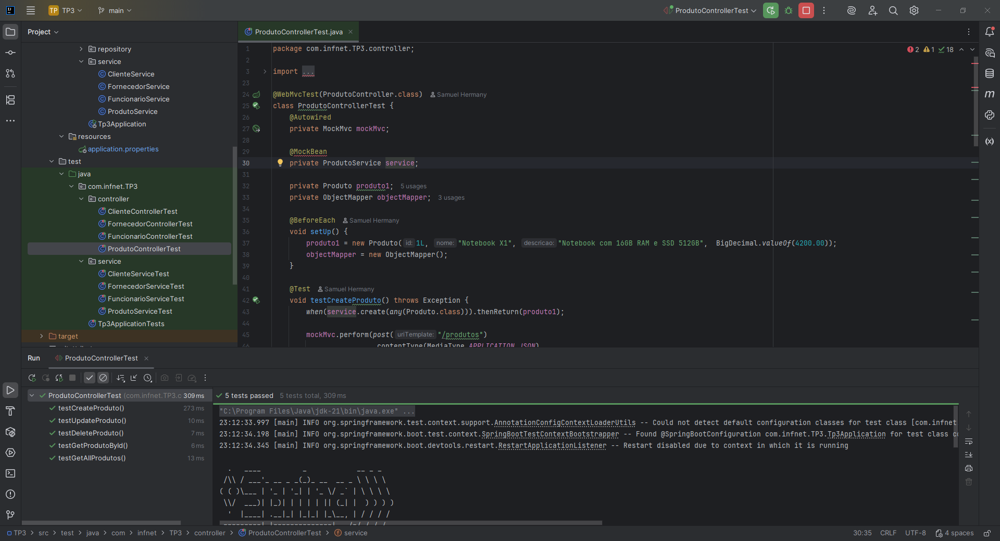 TP TP3 main ProdutoControllerTest
Project
ProdutoControllerTest.java
repository
service
ClienteService
FornecedorService
FuncionarioService
ProdutoService
Tp3Application
resources
application.properties
test
java
com.infnet.TP3
controller
ClienteControllerTest
FornecedorControllerTest
FuncionarioControllerTest
ProdutoControllerTest
service
ClienteServiceTest
FornecedorServiceTest
FuncionarioServiceTest
ProdutoServiceTest
Tp3ApplicationTests
target
2 1 18
1 package com.infnet.TP3.controller;
2
3 import ...
23
24 @WebMvcTest(ProdutoController.class) Samuel Hermany
25 class ProdutoControllerTest {
26 @Autowired
27 private MockMvc mockMvc;
28
29 @MockBean
30 private ProdutoService service;
31
32 private Produto produto1; 5 usages
33 private ObjectMapper objectMapper; 3 usages
34
35 @BeforeEach Samuel Hermany
36 void setUp() {
37 produto1 = new Produto( id: 1L, nome: "Notebook X1", descricao: "Notebook com 16GB RAM e SSD 512GB", BigDecimal.valueOf(4200.00));
38 objectMapper = new ObjectMapper();
39 }
40
41 @Test Samuel Hermany
42 void testCreateProduto() throws Exception {
43 when(service.create(any(Produto.class))).thenReturn(produto1);
44
45 mockMvc.perform(post( uriTemplate: "/produtos")
46 .contentType(MediaType.APPLICATION_JSON)
Run ProdutoControllerTest
ProdutoControllerTest (com.infnet.TP3.c 309 ms
testCreateProduto() 273 ms
testUpdateProduto() 10 ms
testDeleteProduto() 7 ms
testGetProdutoById() 6 ms
testGetAllProdutos() 13 ms
5 tests passed 5 tests total, 309 ms
"C:\Program Files\Java\jdk-21\bin\java.exe" ...
23:12:33.997 [main] INFO org.springframework.test.context.support.AnnotationConfigContextLoaderUtils -- Could not detect default configuration classes for test class [com.infnet
23:12:34.198 [main] INFO org.springframework.boot.test.context.SpringBootTestContextBootstrapper -- Found @SpringBootConfiguration com.infnet.TP3.Tp3Application for test class co
23:12:34.345 [main] INFO org.springframework.boot.devtools.restart.RestartApplicationListener -- Restart disabled due to context in which it is running
TP3 > src > test > java > com > infnet > TP3 > controller > ProdutoControllerTest > service
30:35 CRLF UTF-8 4 spaces